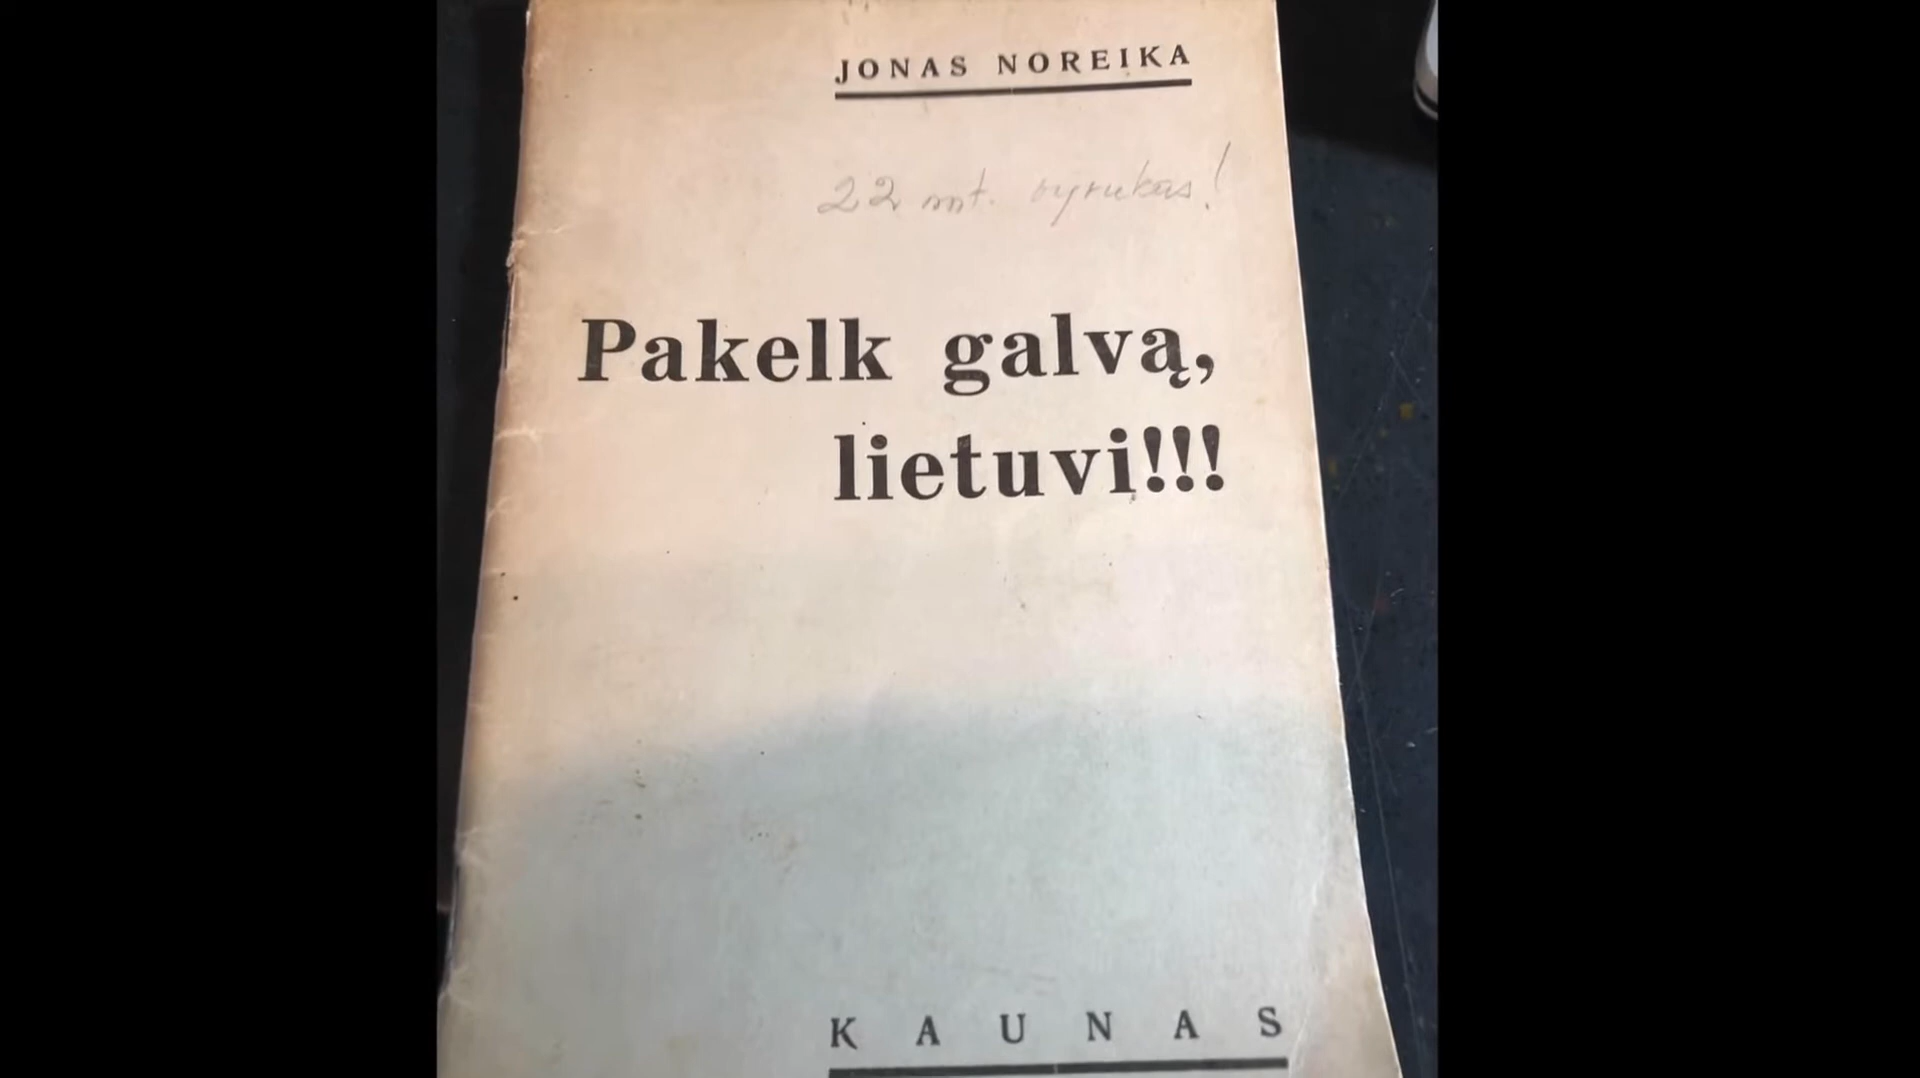 JONAS NOREIKA
22 mt. vyrukas!
Pakelk galvą,
lietuvi!!!
KAUNAS